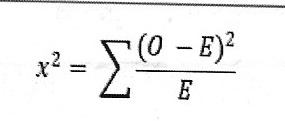 x² = ∑ (O − E)² / E